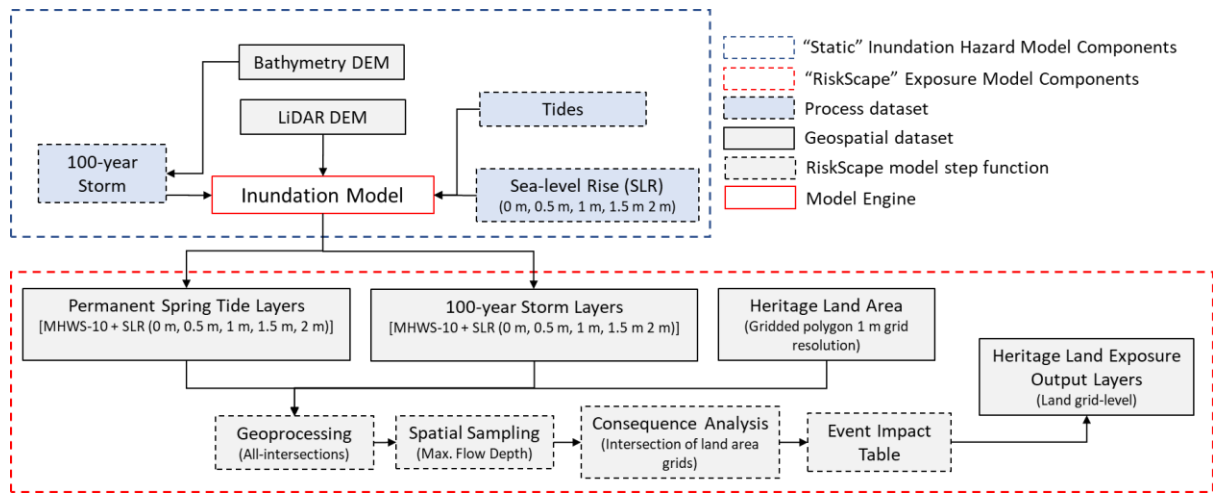 Bathymetry DEM
LiDAR DEM
Tides
100-year
Storm
Inundation Model
Sea-level Rise (SLR)
(0 m, 0.5 m, 1 m, 1.5 m 2 m)
"Static" Inundation Hazard Model Components
"RiskScape" Exposure Model Components
Process dataset
Geospatial dataset
RiskScape model step function
Model Engine
Permanent Spring Tide Layers
[MHWS-10 + SLR (0 m, 0.5 m, 1 m, 1.5 m, 2 m)]
100-year Storm Layers
[MHWS-10 + SLR (0 m, 0.5 m, 1 m, 1.5 m 2 m)]
Heritage Land Area
(Gridded polygon 1 m grid
resolution)
Heritage Land Exposure
Output Layers
(Land grid-level)
Geoprocessing
(All-intersections)
Spatial Sampling
(Max. Flow Depth)
Consequence Analysis
(Intersection of land area
grids)
Event Impact
Table